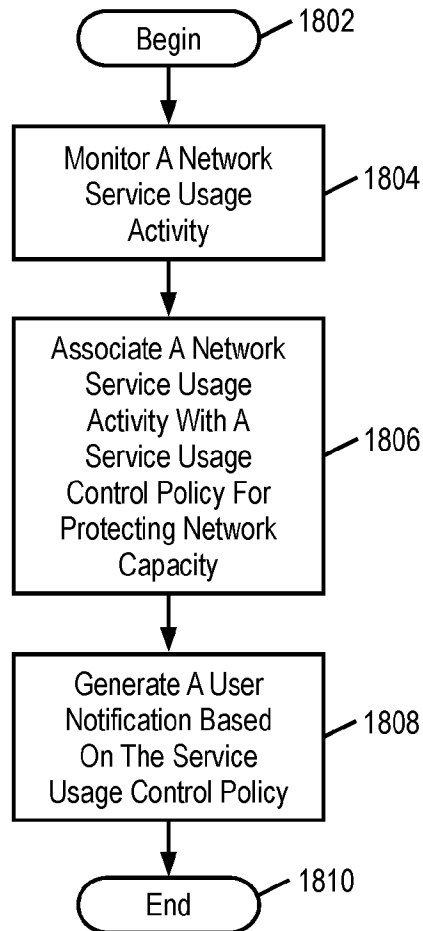 Begin
1802
Monitor A Network
Service Usage
Activity
1804
Associate A Network
Service Usage
Activity With A
Service Usage
Control Policy For
Protecting Network
Capacity
1806
Generate A User
Notification Based
On The Service
Usage Control Policy
1808
End
1810